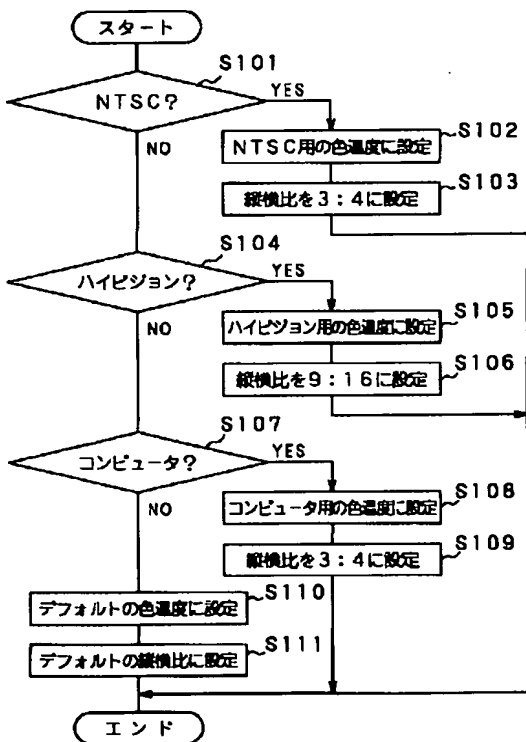 スタート
S101
NTSC?
YES
NO
S102
NTSC用の色温度に設定
S103
縦横比を3:4に設定
S104
ハイビジョン?
YES
NO
S105
ハイビジョン用の色温度に設定
S106
縦横比を9:16に設定
S107
コンピュータ?
YES
NO
S108
コンピュータ用の色温度に設定
S109
縦横比を3:4に設定
S110
デフォルトの色温度に設定
S111
デフォルトの縦横比に設定
エンド